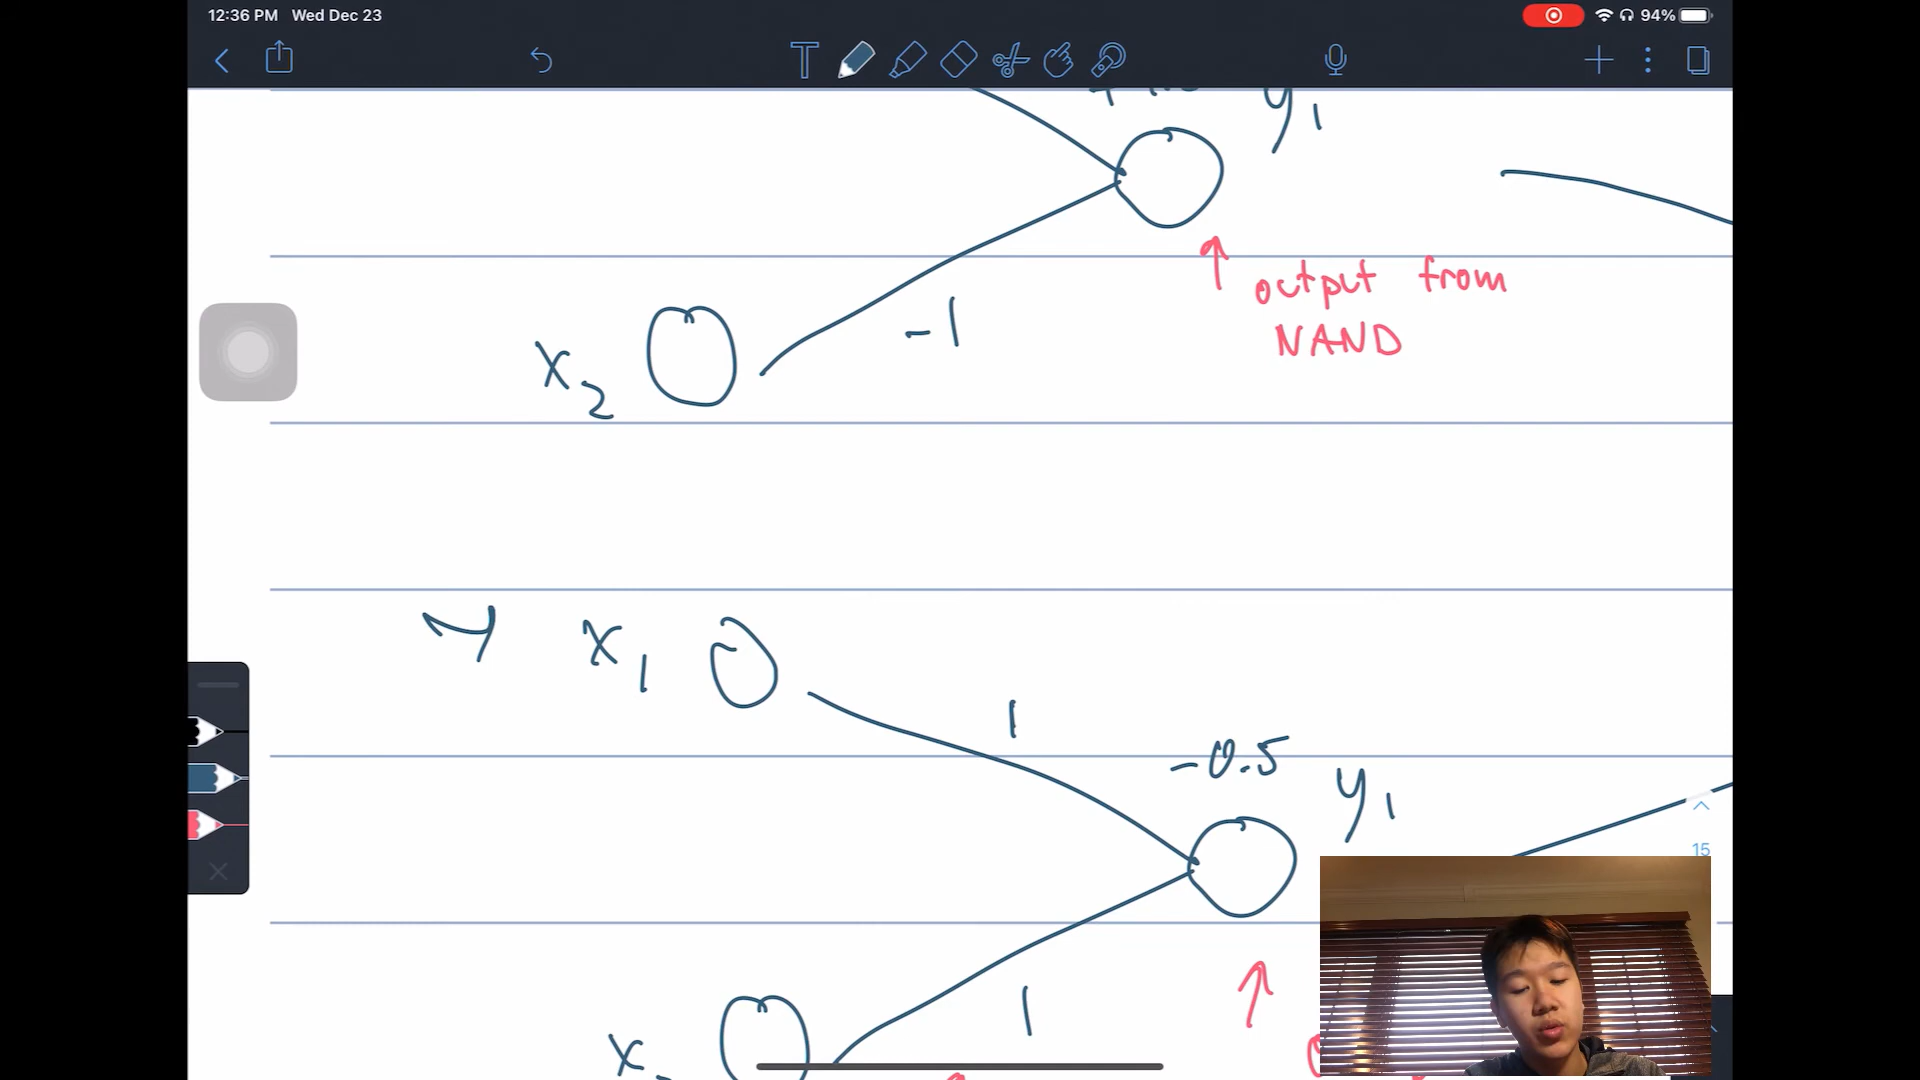 12:36 PM Wed Dec 23
94%
T
y1
output from
NAND
-1
x2
x1
1
-0.5
y1
15
1
x